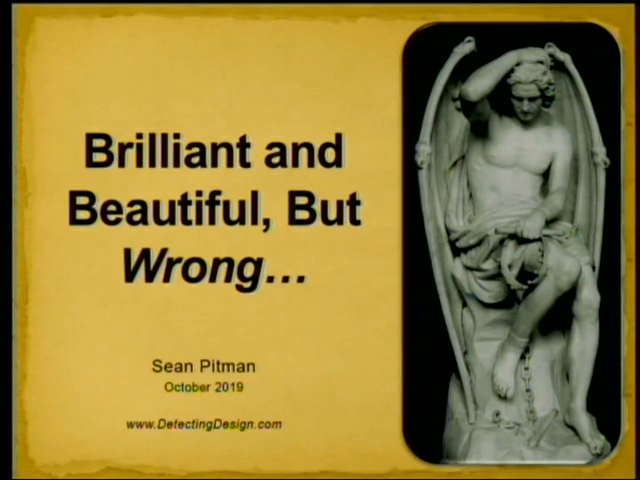 Brilliant and
Beautiful, But
Wrong…
Sean Pitman
October 2019
www.DetectingDesign.com